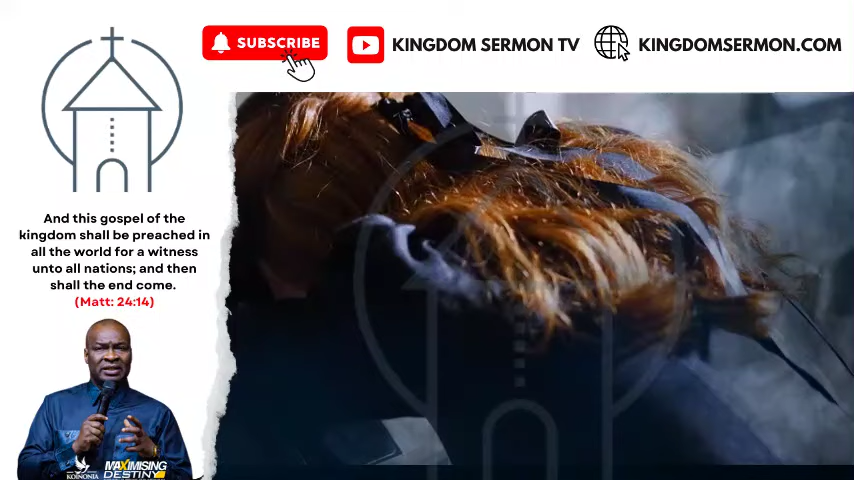 SUBSCRIBE
KINGDOM SERMON TV
KINGDOMSERMON.COM
And this gospel of the
kingdom shall be preached in
all the world for a witness
unto all nations; and then
shall the end come.
(Matt: 24:14)
KOINONIA
MAXIMISING
DESTINY